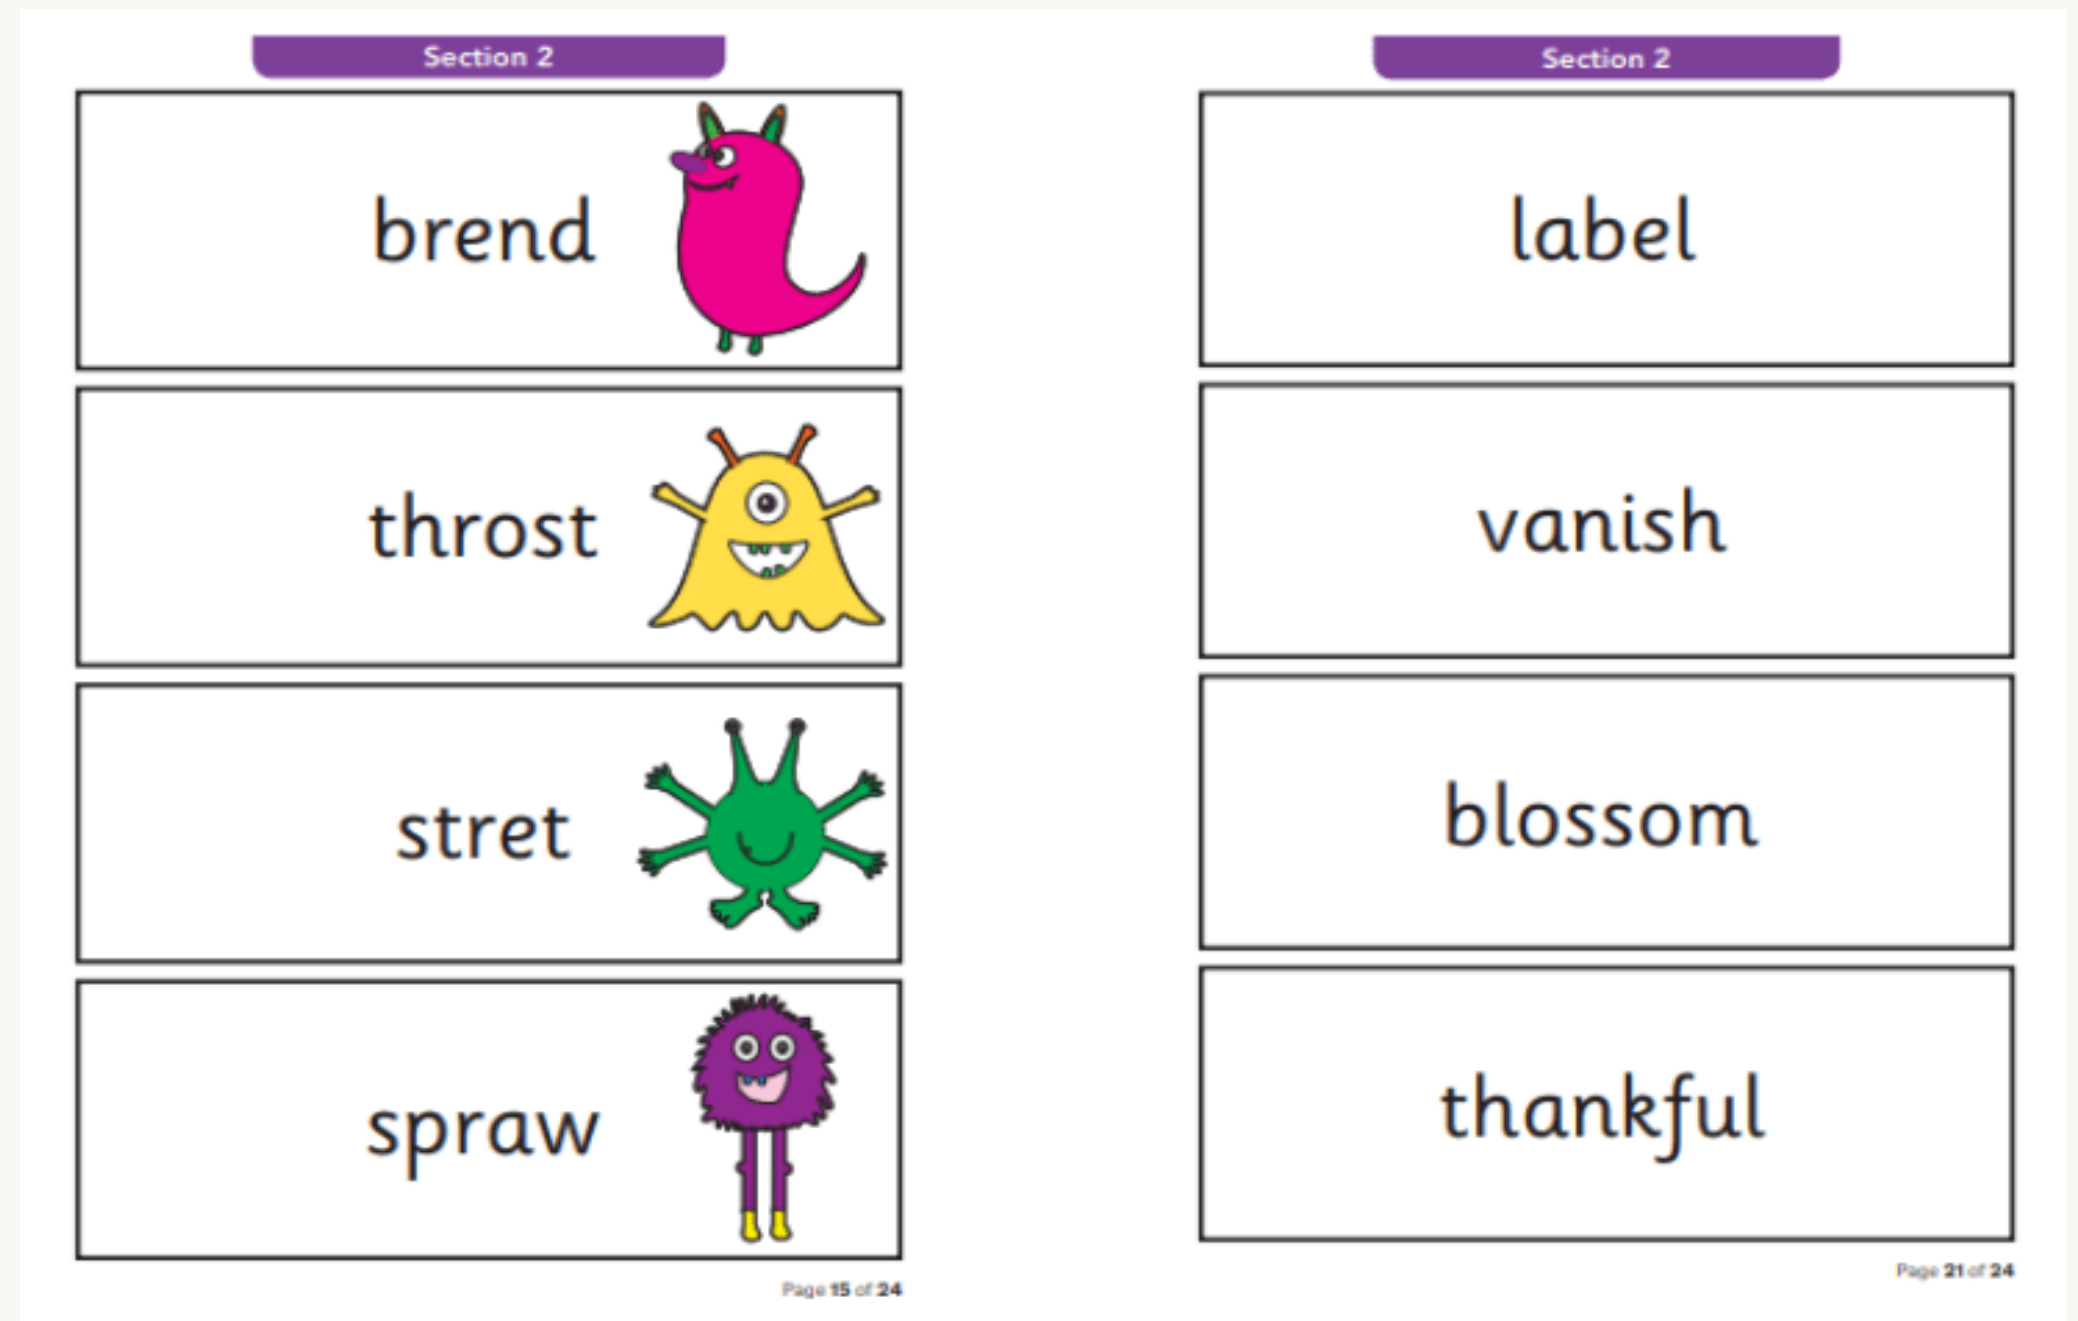 Section 2
brend
throst
stret
spraw
Page 15 of 24
Section 2
label
vanish
blossom
thankful
Page 21 of 24